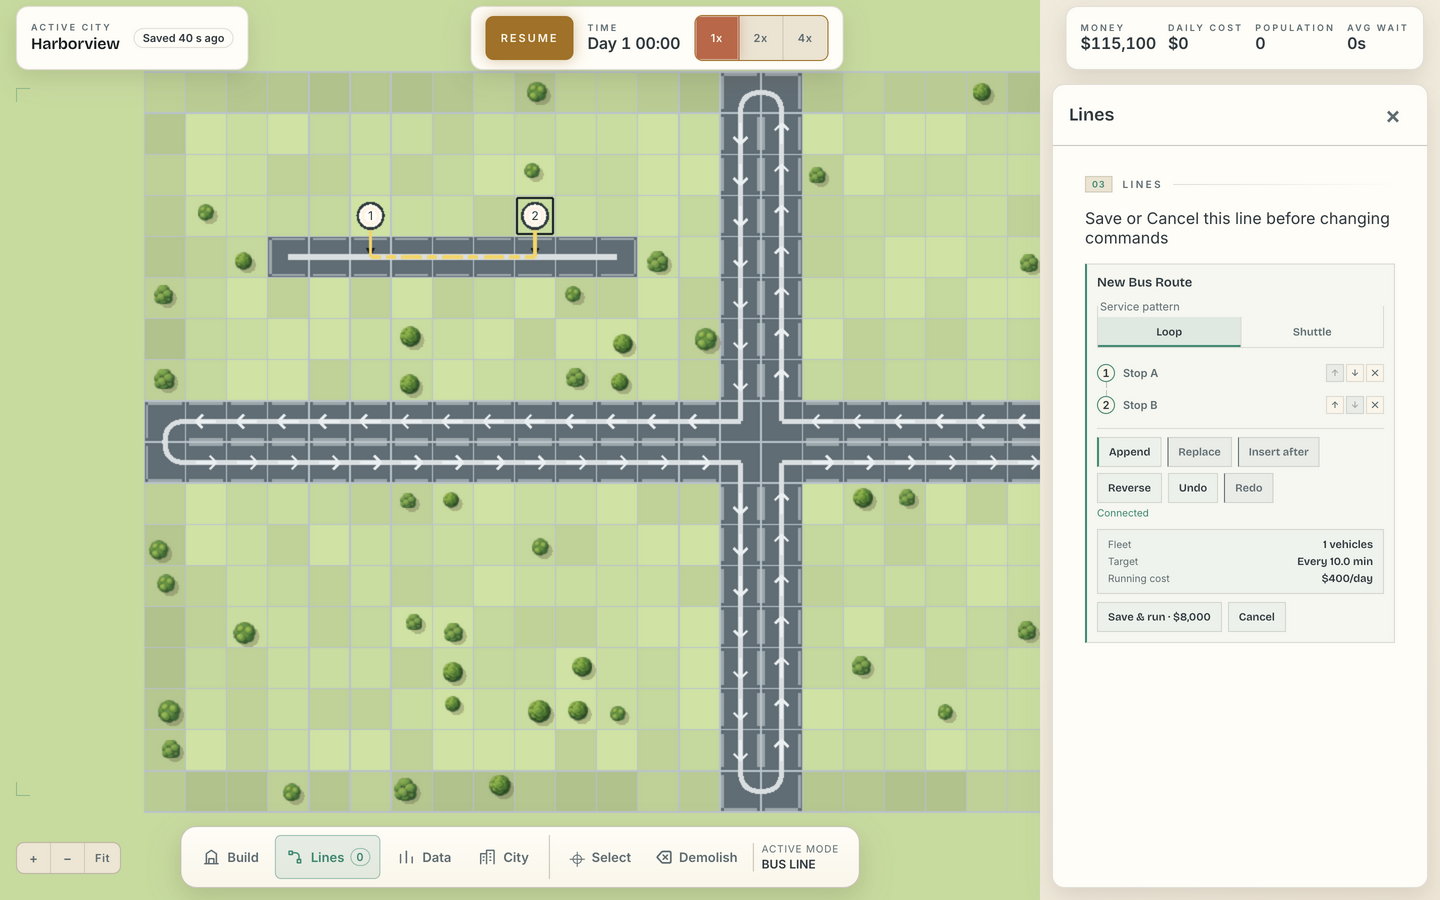 ACTIVE CITY
Harborview
Saved 40 s ago
RESUME
TIME
Day 1 00:00
1x
2x
4x
MONEY
$115,100
DAILY COST
$0
POPULATION
0
AVG WAIT
0s
1
2
Lines
×
03
LINES
Save or Cancel this line before changing
commands
New Bus Route
Service pattern
Loop
Shuttle
1
Stop A
↑ ↓ ×
2
Stop B
↑ ↓ ×
Append
Replace
Insert after
Reverse
Undo
Redo
Connected
Fleet
1 vehicles
Target
Every 10.0 min
Running cost
$400/day
Save & run · $8,000
Cancel
+
−
Fit
Build
Lines
0
Data
City
Select
Demolish
ACTIVE MODE
BUS LINE